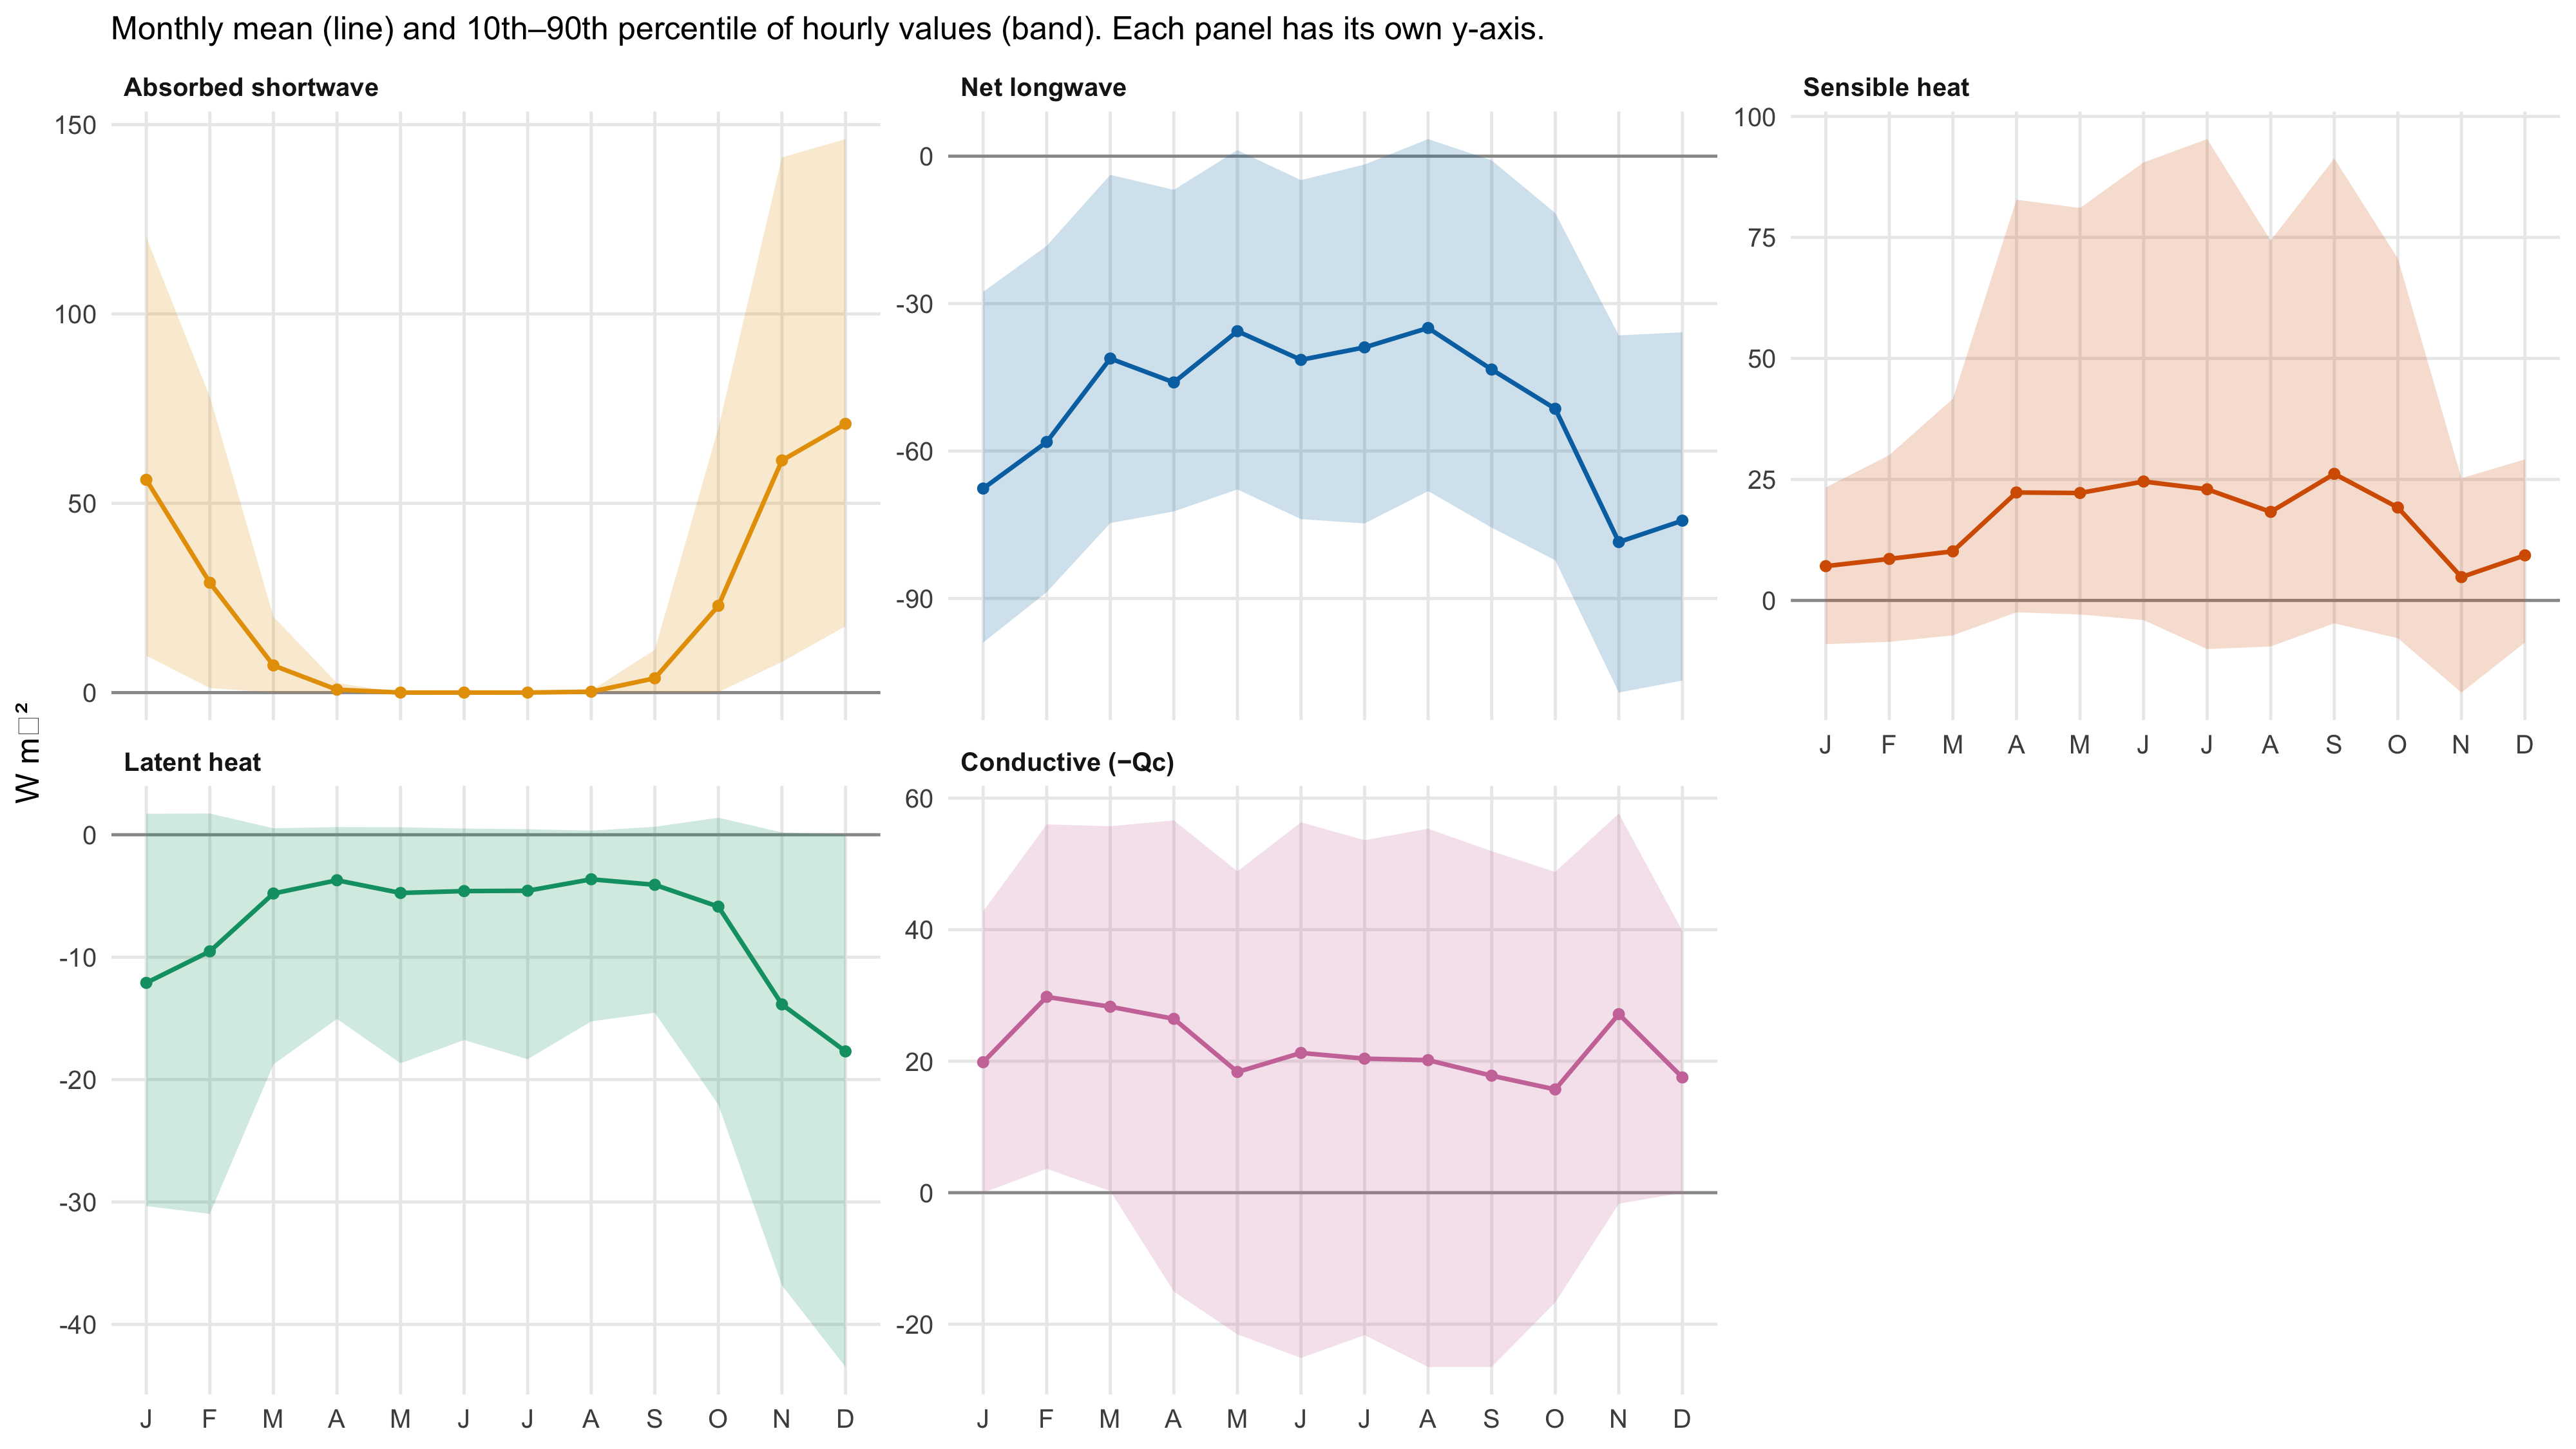 Monthly mean (line) and 10th–90th percentile of hourly values (band). Each panel has its own y-axis.
Absorbed shortwave
150
100
50
0
Net longwave
0
-30
-60
-90
Sensible heat
100
75
50
25
0
J F M A M J J A S O N D
W m□²
Latent heat
0
-10
-20
-30
-40
J F M A M J J A S O N D
Conductive (−Qc)
60
40
20
0
-20
J F M A M J J A S O N D